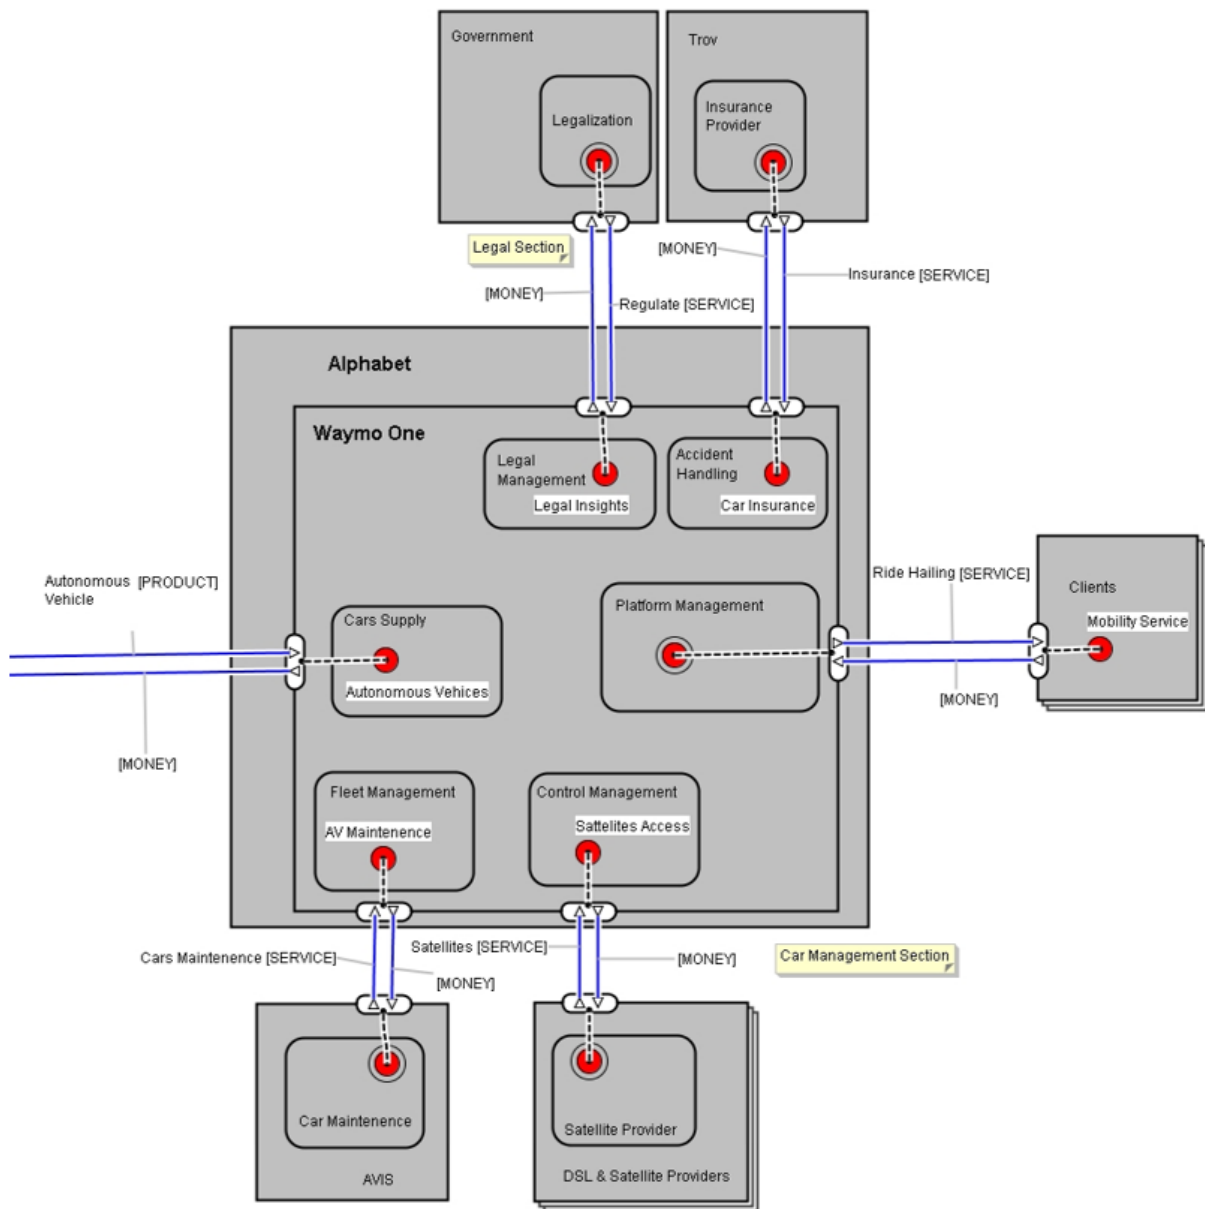 Government
Trov
Legalization
Insurance
Provider
Legal Section
[MONEY]
Regulate [SERVICE]
[MONEY]
Insurance [SERVICE]
Alphabet
Waymo One
Legal
Management
Legal Insights
Accident
Handling
Car Insurance
Autonomous [PRODUCT]
Vehicle
[MONEY]
Cars Supply
Autonomous Vehices
Platform Management
Ride Hailing [SERVICE]
[MONEY]
Clients
Mobility Service
Fleet Management
AV Maintenence
Control Management
Sattelites Access
Cars Maintenence [SERVICE]
[MONEY]
Satellites [SERVICE]
[MONEY]
Car Management Section
Car Maintenence
AVIS
Satellite Provider
DSL & Satellite Providers